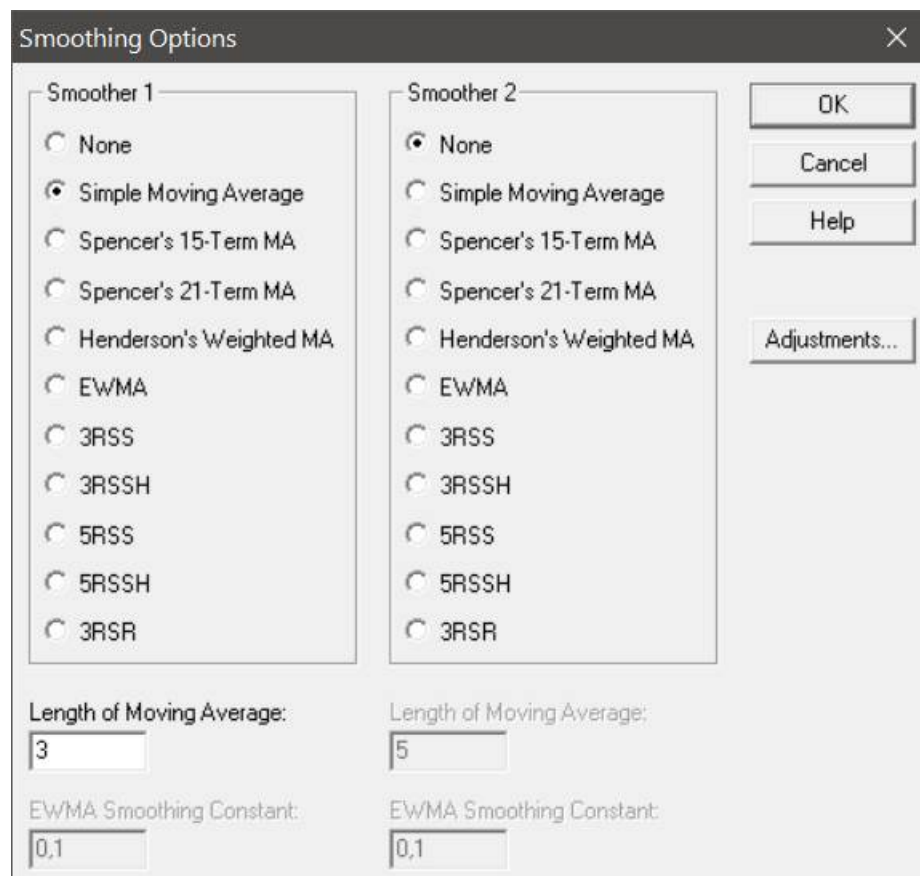 Smoothing Options
Smoother 1
None
Simple Moving Average
Spencer's 15-Term MA
Spencer's 21-Term MA
Henderson's Weighted MA
EWMA
3RSS
3RSSH
5RSS
5RSSH
3RSR
Smoother 2
None
Simple Moving Average
Spencer's 15-Term MA
Spencer's 21-Term MA
Henderson's Weighted MA
EWMA
3RSS
3RSSH
5RSS
5RSSH
3RSR
OK
Cancel
Help
Adjustments...
Length of Moving Average:
3
Length of Moving Average:
5
EWMA Smoothing Constant:
0,1
EWMA Smoothing Constant:
0,1